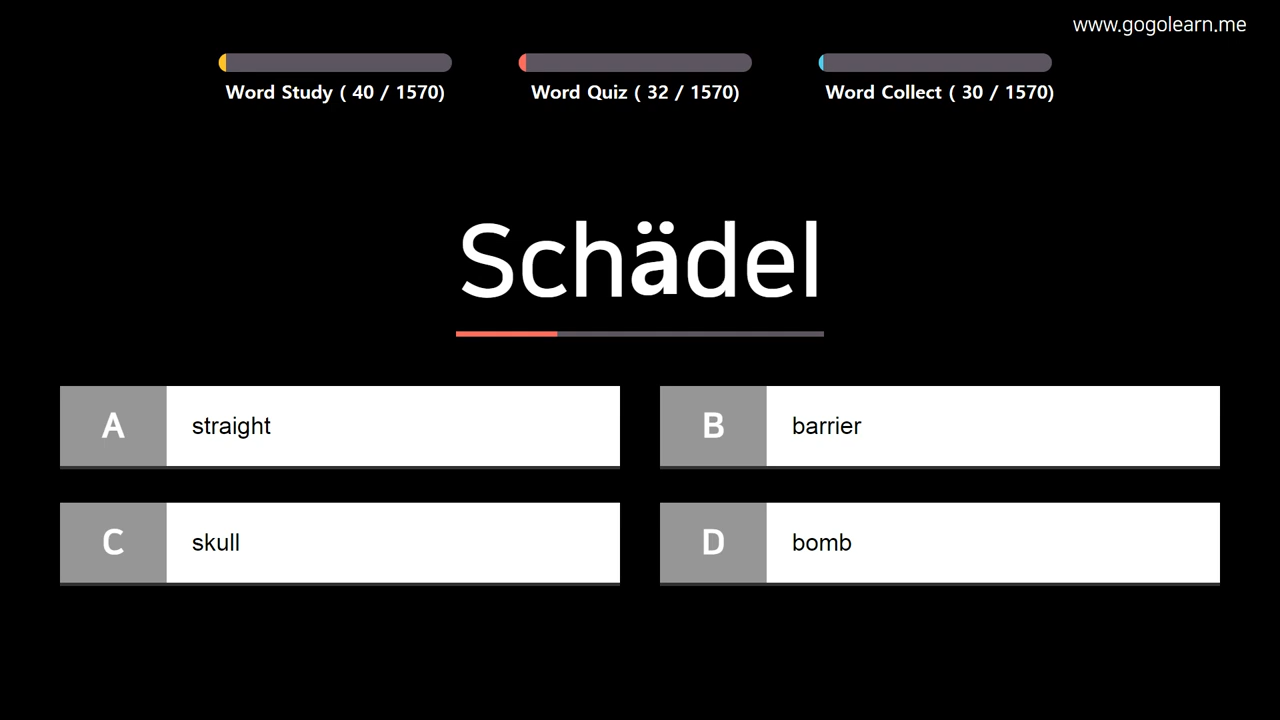 www.gogolearn.me
Word Study ( 40 / 1570)
Word Quiz ( 32 / 1570)
Word Collect ( 30 / 1570)
Schädel
A straight
B barrier
C skull
D bomb